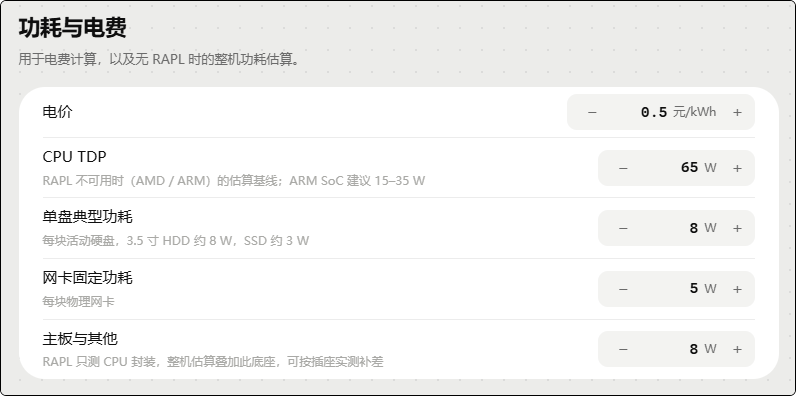 功耗与电费
用于电费计算，以及无 RAPL 时的整机功耗估算。
电价
− 0.5 元/kWh +
CPU TDP
RAPL 不可用时（AMD / ARM）的估算基线；ARM SoC 建议 15–35 W
− 65 W +
单盘典型功耗
每块活动硬盘，3.5 寸 HDD 约 8 W，SSD 约 3 W
− 8 W +
网卡固定功耗
每块物理网卡
− 5 W +
主板与其他
RAPL 只测 CPU 封装，整机估算叠加此底座，可按插座实测补差
− 8 W +